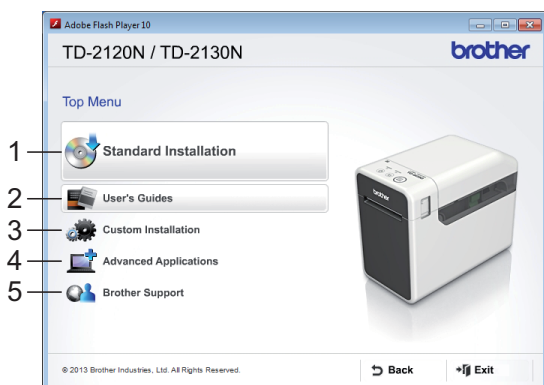 Adobe Flash Player 10
TD-2120N / TD-2130N
brother
Top Menu
1
Standard Installation
2
User's Guides
3
Custom Installation
4
Advanced Applications
5
Brother Support
brother
© 2013 Brother Industries, Ltd. All Rights Reserved.
Back
Exit